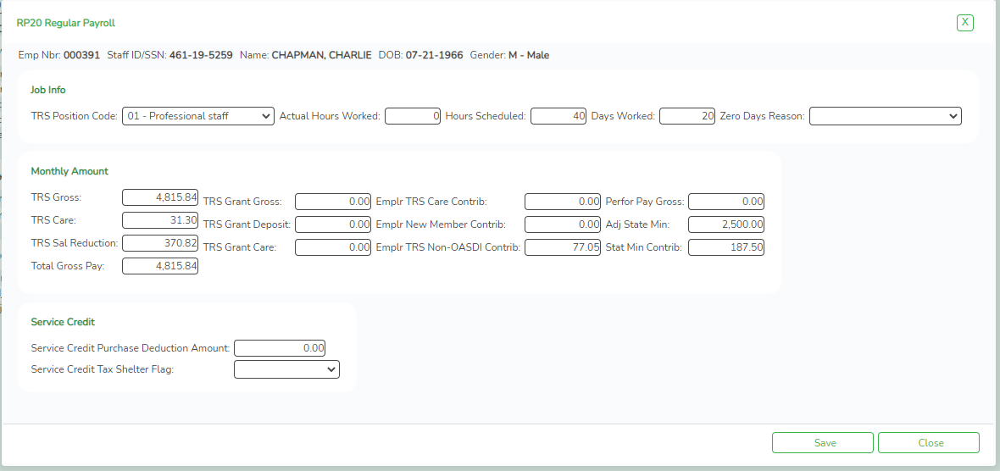 RP20 Regular Payroll
X
Emp Nbr: 000391 Staff ID/SSN: 461-19-5259 Name: CHAPMAN, CHARLIE DOB: 07-21-1966 Gender: M - Male
Job Info
TRS Position Code: 01 - Professional staff Actual Hours Worked: 0 Hours Scheduled: 40 Days Worked: 20 Zero Days Reason:
Monthly Amount
TRS Gross: 4,815.84 TRS Grant Gross: 0.00 Emplr TRS Care Contrib: 0.00 Perfor Pay Gross: 0.00
TRS Care: 31.30 TRS Grant Deposit: 0.00 Emplr New Member Contrib: 0.00 Adj State Min: 2,500.00
TRS Sal Reduction: 370.82 TRS Grant Care: 0.00 Emplr TRS Non-OASDI Contrib: 77.05 Stat Min Contrib: 187.50
Total Gross Pay: 4,815.84
Service Credit
Service Credit Purchase Deduction Amount: 0.00
Service Credit Tax Shelter Flag:
Save Close